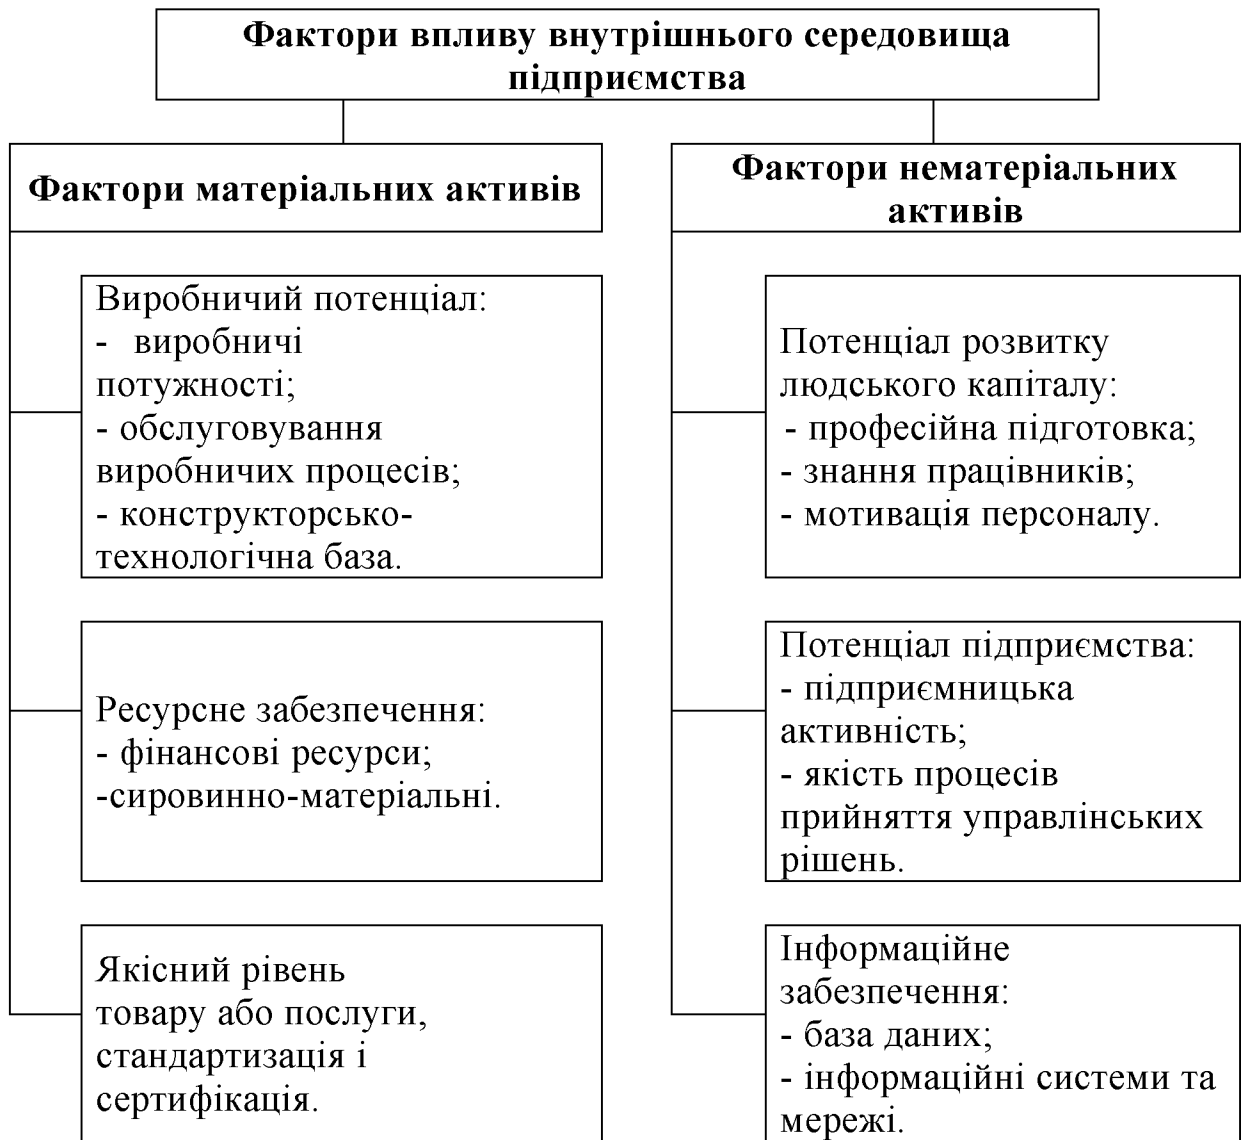 Фактори впливу внутрішнього середовища
підприємства
Фактори матеріальних активів
Виробничий потенціал:
- виробничі
потужності;
- обслуговування
виробничих процесів;
- конструкторсько-
технологічна база.
Ресурсне забезпечення:
- фінансові ресурси;
-сировинно-матеріальні.
Якісний рівень
товару або послуги,
стандартизація і
сертифікація.
Фактори нематеріальних
активів
Потенціал розвитку
людського капіталу:
- професійна підготовка;
- знання працівників;
- мотивація персоналу.
Потенціал підприємства:
- підприємницька
активність;
- якість процесів
прийняття управлінських
рішень.
Інформаційне
забезпечення:
- база даних;
- інформаційні системи та
мережі.